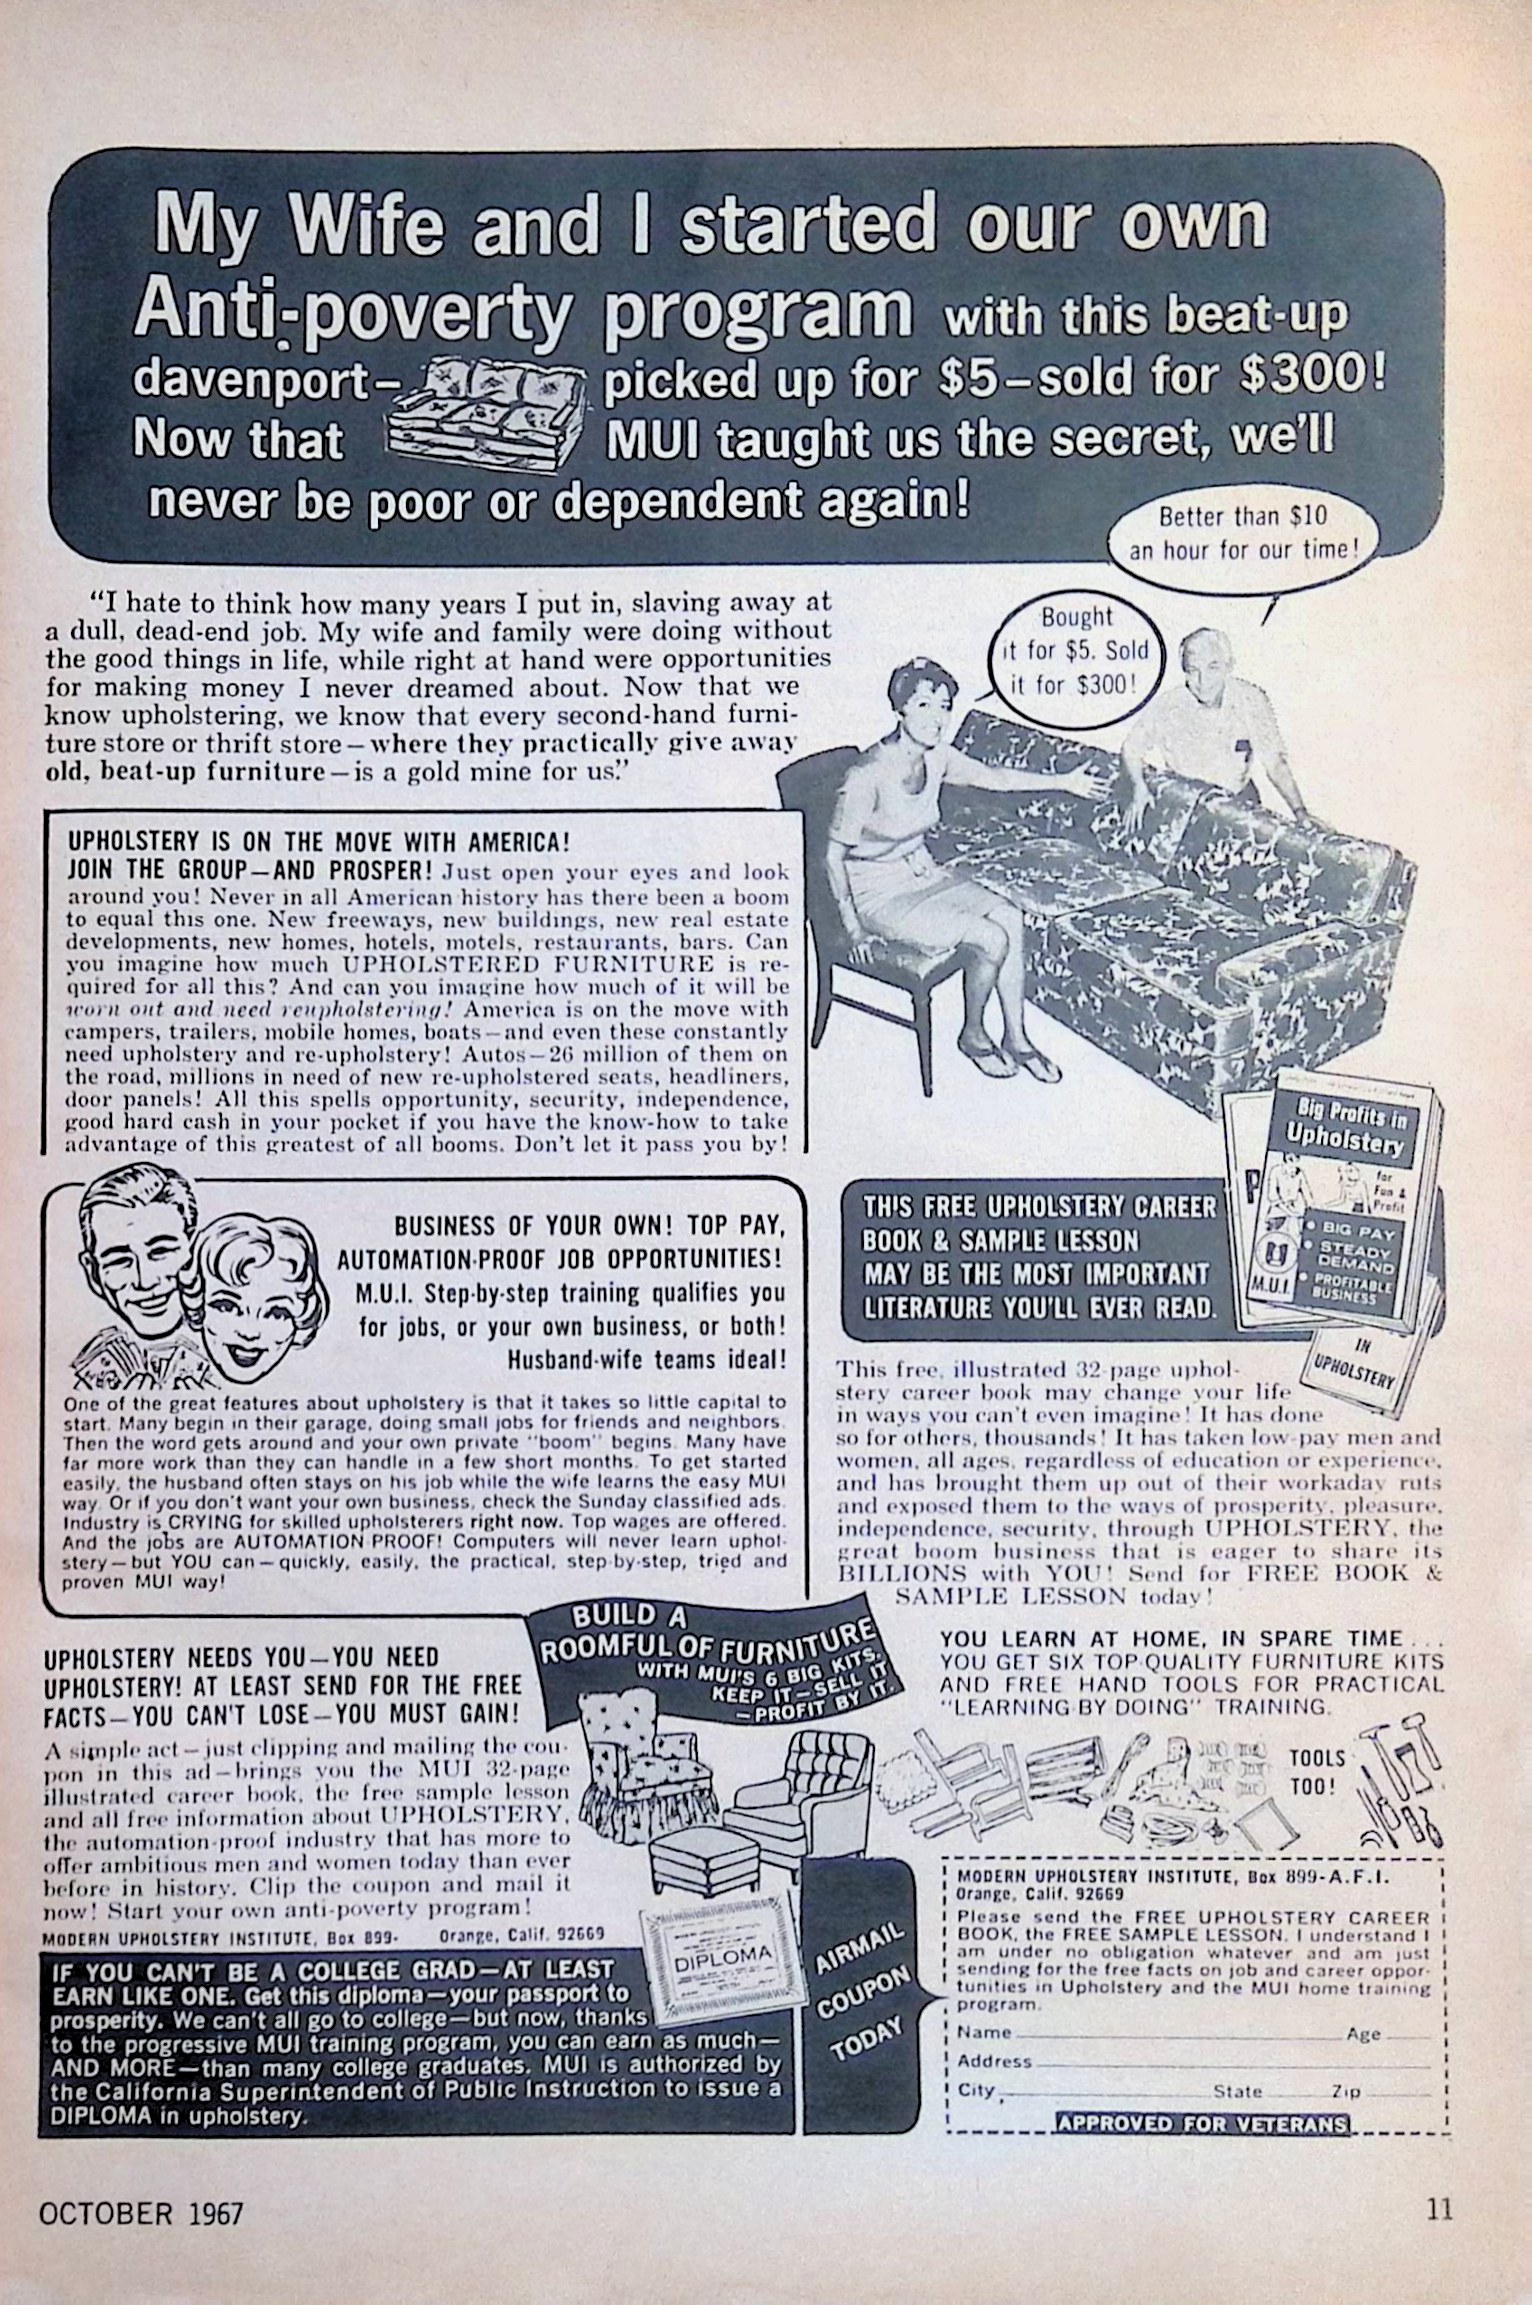 My Wife and I started our own
Anti-poverty program with this beat-up
davenport– picked up for $5–sold for $300!
Now that MUI taught us the secret, we'll
never be poor or dependent again!
Better than $10
an hour for our time!
Bought
it for $5. Sold
it for $300!
"I hate to think how many years I put in, slaving away at
a dull, dead-end job. My wife and family were doing without
the good things in life, while right at hand were opportunities
for making money I never dreamed about. Now that we
know upholstering, we know that every second-hand furni-
ture store or thrift store—where they practically give away
old, beat-up furniture—is a gold mine for us."
UPHOLSTERY IS ON THE MOVE WITH AMERICA!
JOIN THE GROUP—AND PROSPER! Just open your eyes and look
around you! Never in all American history has there been a boom
to equal this one. New freeways, new buildings, new real estate
developments, new homes, hotels, motels, restaurants, bars. Can
you imagine how much UPHOLSTERED FURNITURE is re-
quired for all this? And can you imagine how much of it will be
worn out and need reupholstering! America is on the move with
campers, trailers, mobile homes, boats—and even these constantly
need upholstery and re-upholstery! Autos—26 million of them on
the road, millions in need of new re-upholstered seats, headliners,
door panels! All this spells opportunity, security, independence,
good hard cash in your pocket if you have the know-how to take
advantage of this greatest of all booms. Don't let it pass you by!
BUSINESS OF YOUR OWN! TOP PAY,
AUTOMATION-PROOF JOB OPPORTUNITIES!
M.U.I. Step-by-step training qualifies you
for jobs, or your own business, or both!
Husband-wife teams ideal!
One of the great features about upholstery is that it takes so little capital to
start. Many begin in their garage, doing small jobs for friends and neighbors.
Then the word gets around and your own private "boom" begins. Many have
far more work than they can handle in a few short months. To get started
easily, the husband often stays on his job while the wife learns the easy MUI
way. Or if you don't want your own business, check the Sunday classified ads.
Industry is CRYING for skilled upholsterers right now. Top wages are offered.
And the jobs are AUTOMATION PROOF! Computers will never learn uphol-
stery—but YOU can—quickly, easily, the practical, step-by-step, tried and
proven MUI way!
Big Profits in
Upholstery
for
Fun &
Profit
• BIG PAY
• STEADY
DEMAND
• PROFITABLE
BUSINESS
M.U.I.
IN
UPHOLSTERY
THIS FREE UPHOLSTERY CAREER
BOOK & SAMPLE LESSON
MAY BE THE MOST IMPORTANT
LITERATURE YOU'LL EVER READ.
This free, illustrated 32-page uphol-
stery career book may change your life
in ways you can't even imagine! It has done
so for others, thousands! It has taken low-pay men and
women, all ages, regardless of education or experience,
and has brought them up out of their workaday ruts
and exposed them to the ways of prosperity, pleasure,
independence, security, through UPHOLSTERY, the
great boom business that is eager to share its
BILLIONS with YOU! Send for FREE BOOK &
SAMPLE LESSON today!
UPHOLSTERY NEEDS YOU—YOU NEED
UPHOLSTERY! AT LEAST SEND FOR THE FREE
FACTS—YOU CAN'T LOSE—YOU MUST GAIN!
A simple act—just clipping and mailing the cou-
pon in this ad—brings you the MUI 32-page
illustrated career book, the free sample lesson
and all free information about UPHOLSTERY,
the automation-proof industry that has more to
offer ambitious men and women today than ever
before in history. Clip the coupon and mail it
now! Start your own anti-poverty program!
MODERN UPHOLSTERY INSTITUTE, Box 899- Orange, Calif. 92669
BUILD A
ROOMFUL OF FURNITURE
WITH MUI'S 6 BIG KITS.
KEEP IT—SELL IT
—PROFIT BY IT.
YOU LEARN AT HOME, IN SPARE TIME...
YOU GET SIX TOP-QUALITY FURNITURE KITS
AND FREE HAND TOOLS FOR PRACTICAL
"LEARNING-BY DOING" TRAINING.
TOOLS
TOO!
IF YOU CAN'T BE A COLLEGE GRAD—AT LEAST
EARN LIKE ONE. Get this diploma—your passport to
prosperity. We can't all go to college—but now, thanks
to the progressive MUI training program, you can earn as much—
AND MORE—than many college graduates. MUI is authorized by
the California Superintendent of Public Instruction to issue a
DIPLOMA in upholstery.
DIPLOMA
AIRMAIL
COUPON
TODAY
MODERN UPHOLSTERY INSTITUTE, Box 899-A.F.I.
Orange, Calif. 92669
Please send the FREE UPHOLSTERY CAREER
BOOK, the FREE SAMPLE LESSON. I understand I
am under no obligation whatever and am just
sending for the free facts on job and career oppor-
tunities in Upholstery and the MUI home training
program.
Name Age
Address
City State Zip
APPROVED FOR VETERANS
OCTOBER 1967
11